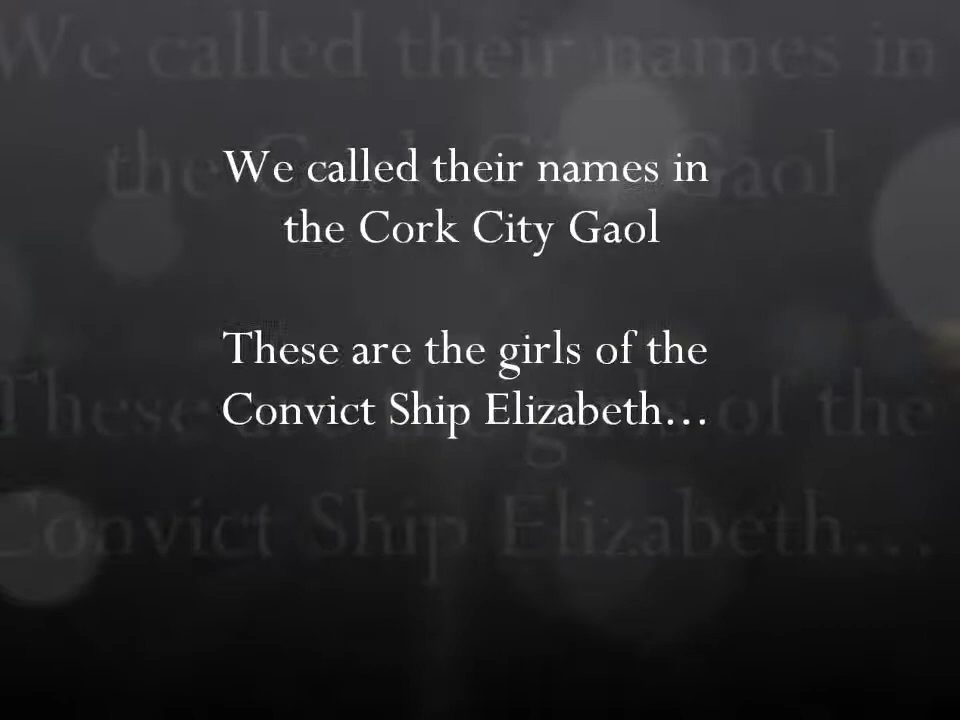 We called their names in
the Cork City Gaol
These are the girls of the
Convict Ship Elizabeth...